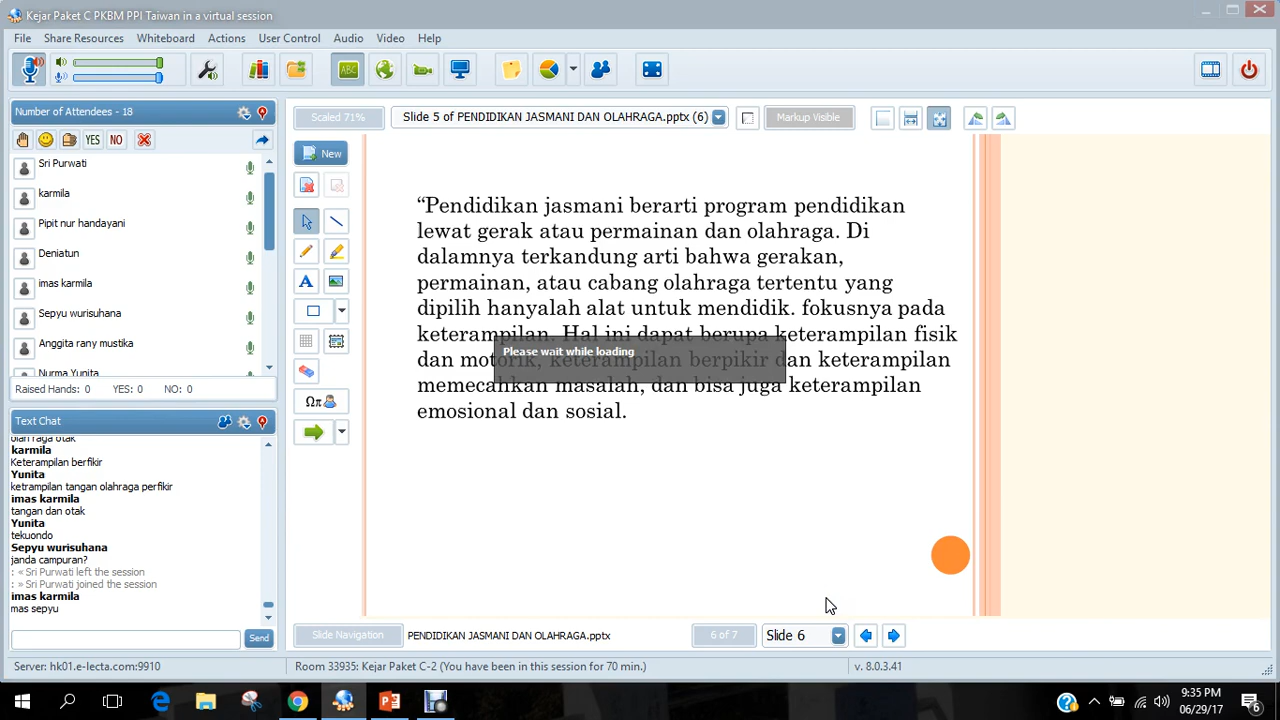 Kejar Paket C PKBM PPI Taiwan in a virtual session
File Share Resources Whiteboard Actions User Control Audio Video Help
ABC
Number of Attendees - 18
YES NO
Sri Purwati
karmila
Pipit nur handayani
Deniatun
imas karmila
Sepyu wurisuhana
Anggita rany mustika
Nurma Yunita
Raised Hands: 0 YES: 0 NO: 0
Text Chat
olah raga otak
karmila
Keterampilan berfikir
Yunita
ketrampilan tangan olahraga perfikir
imas karmila
tangan dan otak
Yunita
tekuondo
Sepyu wurisuhana
janda campuran?
: « Sri Purwati left the session
: » Sri Purwati joined the session
imas karmila
mas sepyu
Send
Scaled 71%
Slide 5 of PENDIDIKAN JASMANI DAN OLAHRAGA.pptx (6)
Markup Visible
New
A
Ωπ
“Pendidikan jasmani berarti program pendidikan
lewat gerak atau permainan dan olahraga. Di
dalamnya terkandung arti bahwa gerakan,
permainan, atau cabang olahraga tertentu yang
dipilih hanyalah alat untuk mendidik. fokusnya pada
keterampilan. Hal ini dapat berupa keterampilan fisik
dan motorik, keterampilan berpikir dan keterampilan
memecahkan masalah, dan bisa juga keterampilan
emosional dan sosial.
Please wait while loading
Slide Navigation
PENDIDIKAN JASMANI DAN OLAHRAGA.pptx
6 of 7
Slide 6
Server: hk01.e-lecta.com:9910
Room 33935: Kejar Paket C-2 (You have been in this session for 70 min.)
v. 8.0.3.41
9:35 PM
06/29/17
6